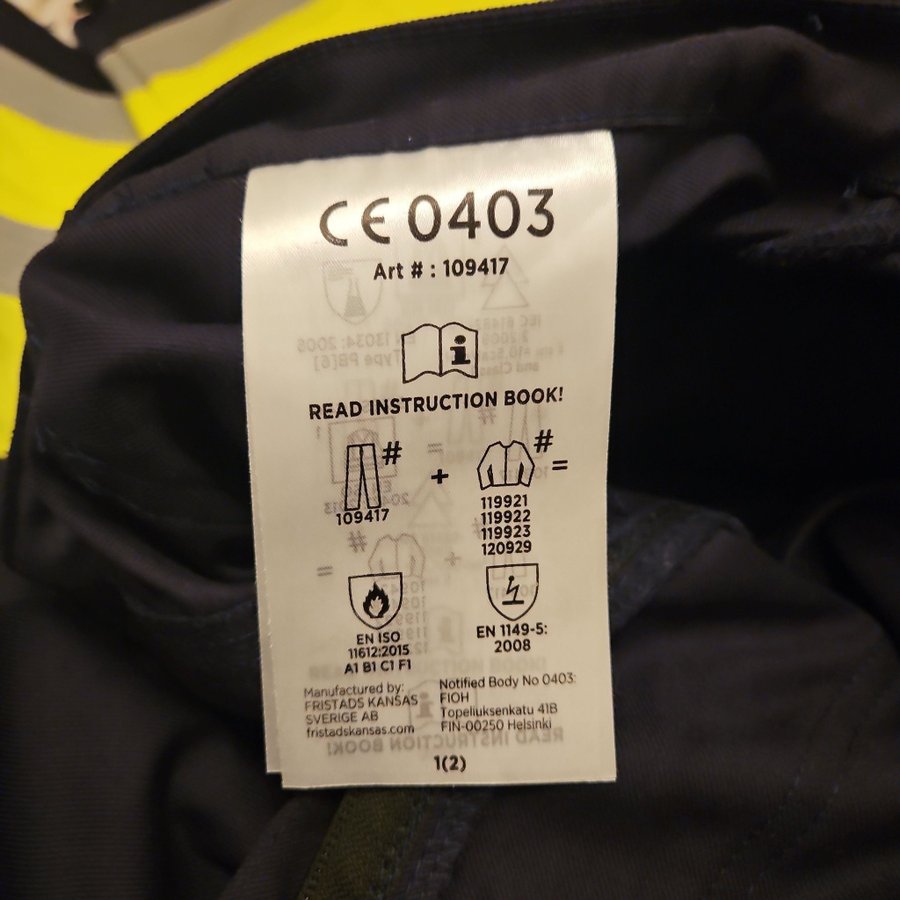 CE 0403
Art # : 109417
i
READ INSTRUCTION BOOK!
# + # =
109417
119921
119922
119923
120929
EN ISO
11612:2015
A1 B1 C1 F1
EN 1149-5:
2008
Manufactured by:
FRISTADS KANSAS
SVERIGE AB
fristadskansas.com
Notified Body No 0403:
FIOH
Topeliuksenkatu 41B
FIN-00250 Helsinki
1(2)